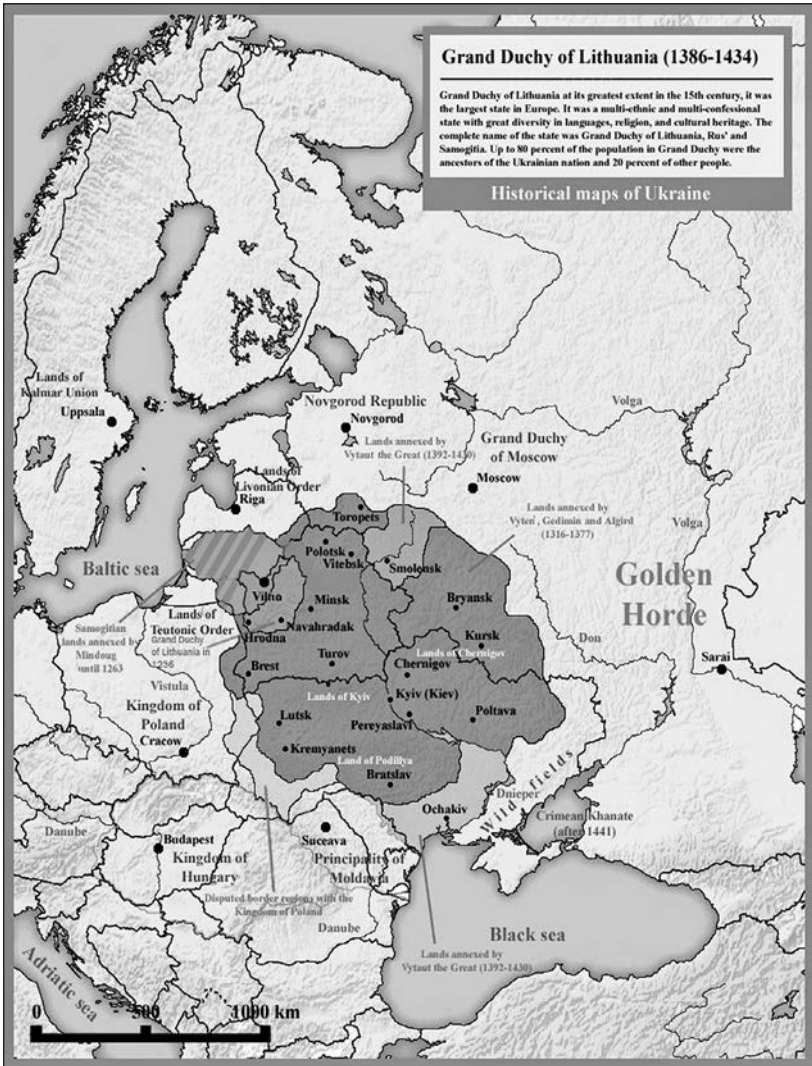 Grand Duchy of Lithuania (1386-1434)
Grand Duchy of Lithuania at its greatest extent in the 15th century, it was
the largest state in Europe. It was a multi-ethnic and multi-confessional
state with great diversity in languages, religion, and cultural heritage. The
complete name of the state was Grand Duchy of Lithuania, Rus' and
Samogitia. Up to 80 percent of the population in Grand Duchy were the
ancestors of the Ukrainian nation and 20 percent of other people.
Historical maps of Ukraine
Lands of
Kalmar Union
Uppsala
Novgorod Republic
Novgorod
Volga
Lands annexed by
Vytaut the Great (1392-1430)
Grand Duchy
of Moscow
Moscow
Lands of
Livonian Order
Riga
Toropets
Lands annexed by
Vyten', Gedimin and Algird
(1316-1377)
Volga
Baltic sea
Polotsk
Vitebsk
Smolensk
Golden
Horde
Vilno
Minsk
Bryansk
Lands of
Teutonic Order
Grand Duchy
of Lithuania in
1236
Navahradak
Hrodna
Samogitian
lands annexed by
Mindoug
until 1263
Kursk
Don
Lands of Chernigov
Brest
Turov
Chernigov
Sarai
Vistula
Kingdom of
Poland
Cracow
Lands of Kyiv
Kyiv (Kiev)
Lutsk
Pereyaslavl
Poltava
Kremyanets
Land of Podillya
Bratslav
Wild fields
Dnieper
Ochakiv
Crimean Khanate
(after 1441)
Danube
Budapest
Kingdom of
Hungary
Suceava
Principality of
Moldavia
Disputed border regions with the
Kingdom of Poland
Danube
Black sea
Lands annexed by
Vytaut the Great (1392-1430)
Adriatic sea
0 500 1000 km